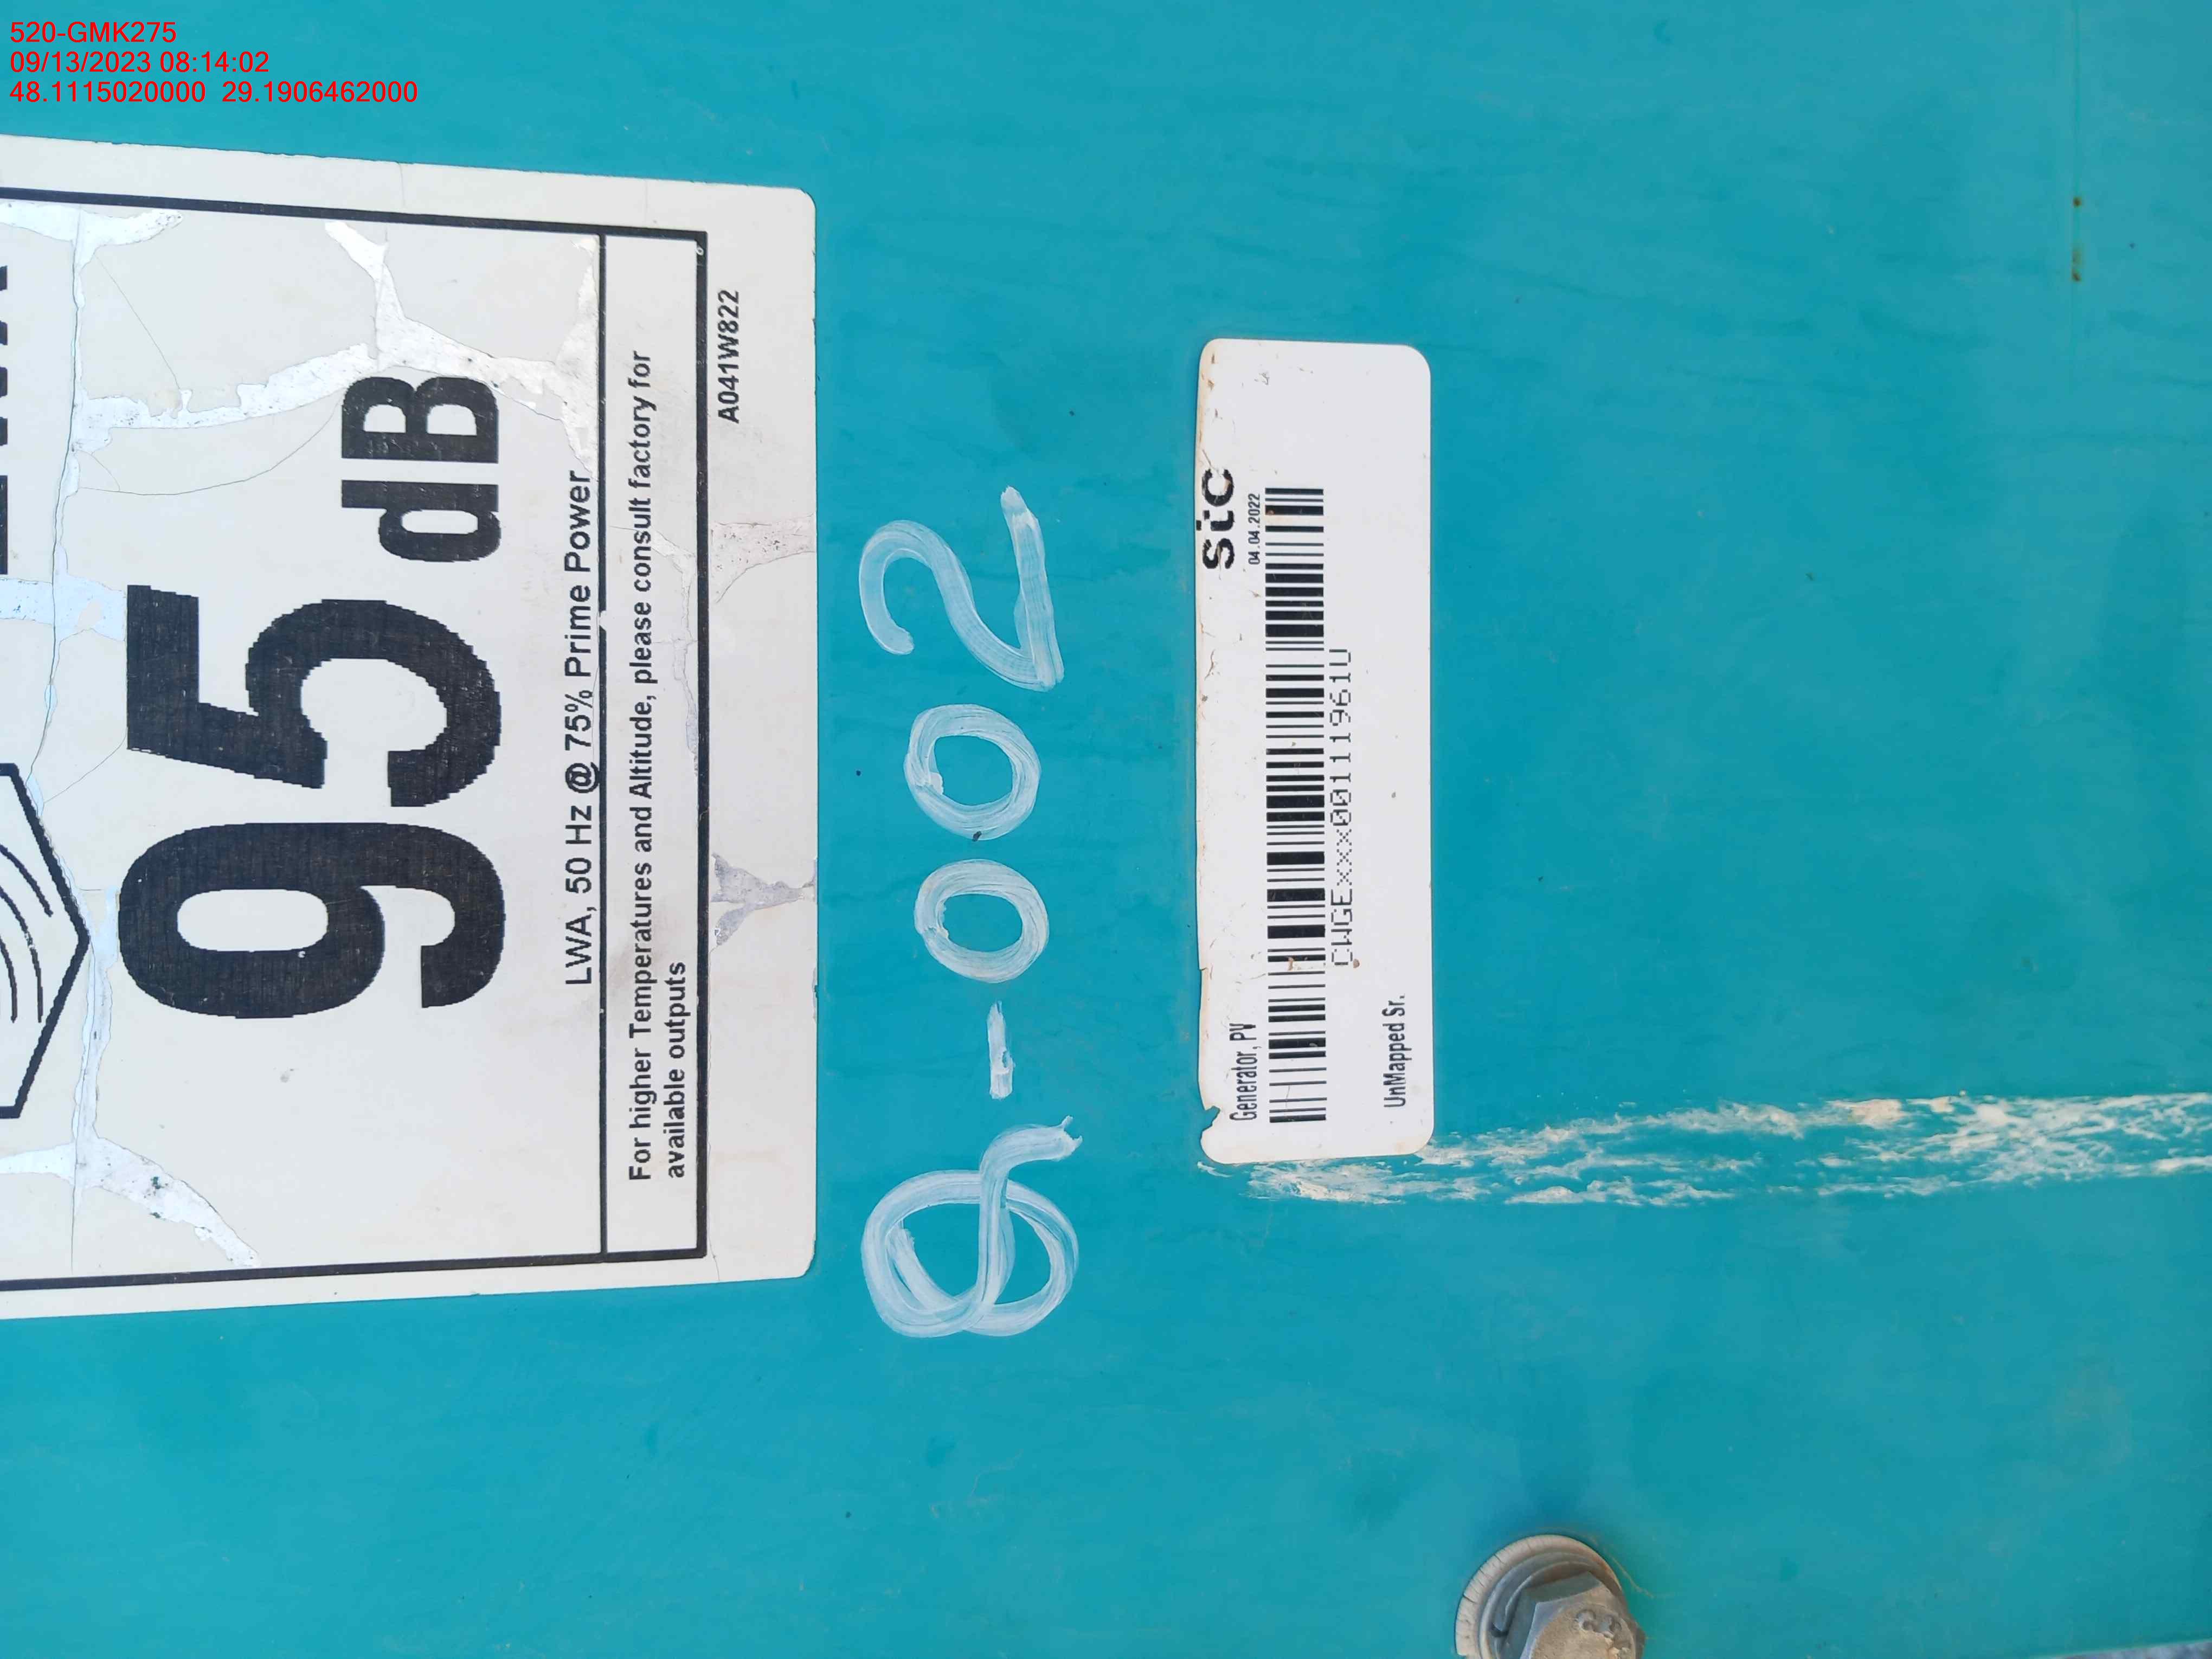 520-GMK275
09/13/2023 08:14:02
48.1115020000 29.1906462000
95 dB
LWA, 50 Hz @ 75% Prime Power
For higher Temperatures and Altitude, please consult factory for
available outputs
A041W822
Q-002
stc
Generator, PV
04.04.2022
CWGEXXXX00111961U
UnMapped Sr.